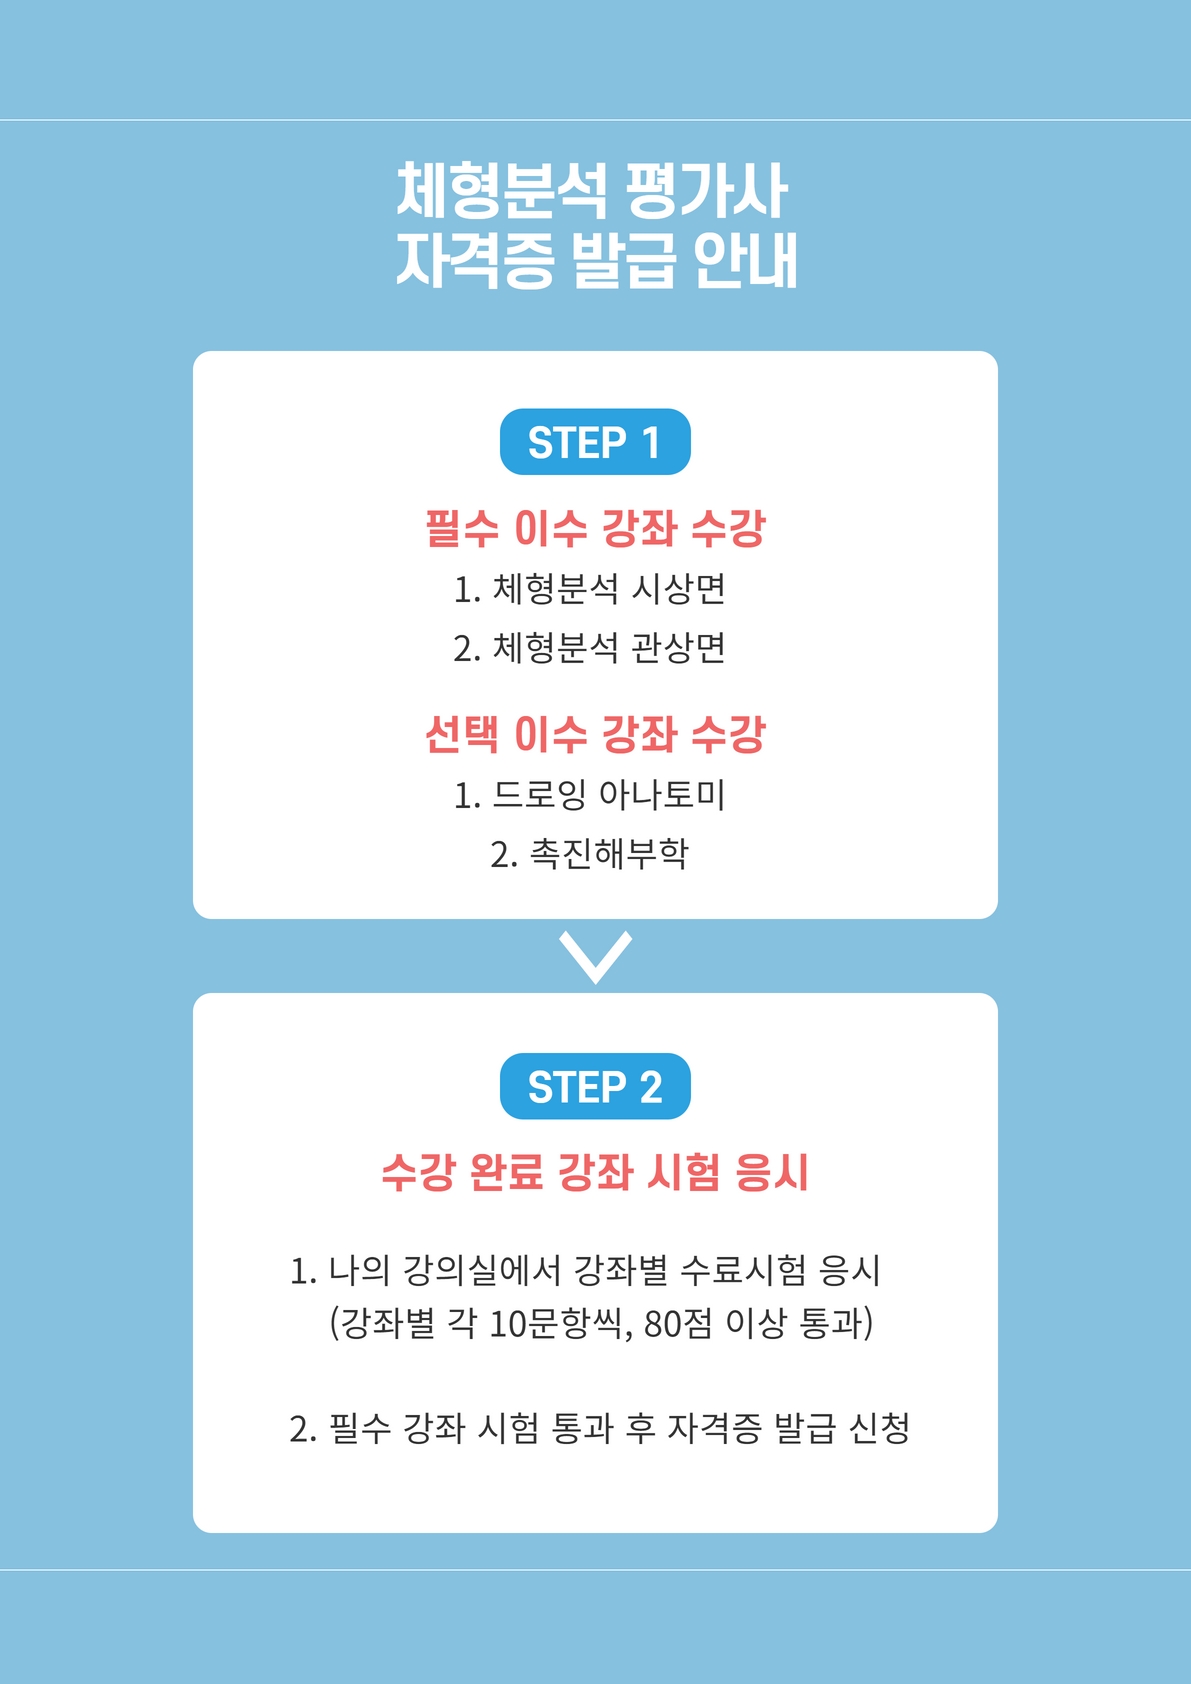 체형분석 평가사
자격증 발급 안내
STEP 1
필수 이수 강좌 수강
1. 체형분석 시상면
2. 체형분석 관상면
선택 이수 강좌 수강
1. 드로잉 아나토미
2. 촉진해부학
STEP 2
수강 완료 강좌 시험 응시
1. 나의 강의실에서 강좌별 수료시험 응시
(강좌별 각 10문항씩, 80점 이상 통과)
2. 필수 강좌 시험 통과 후 자격증 발급 신청